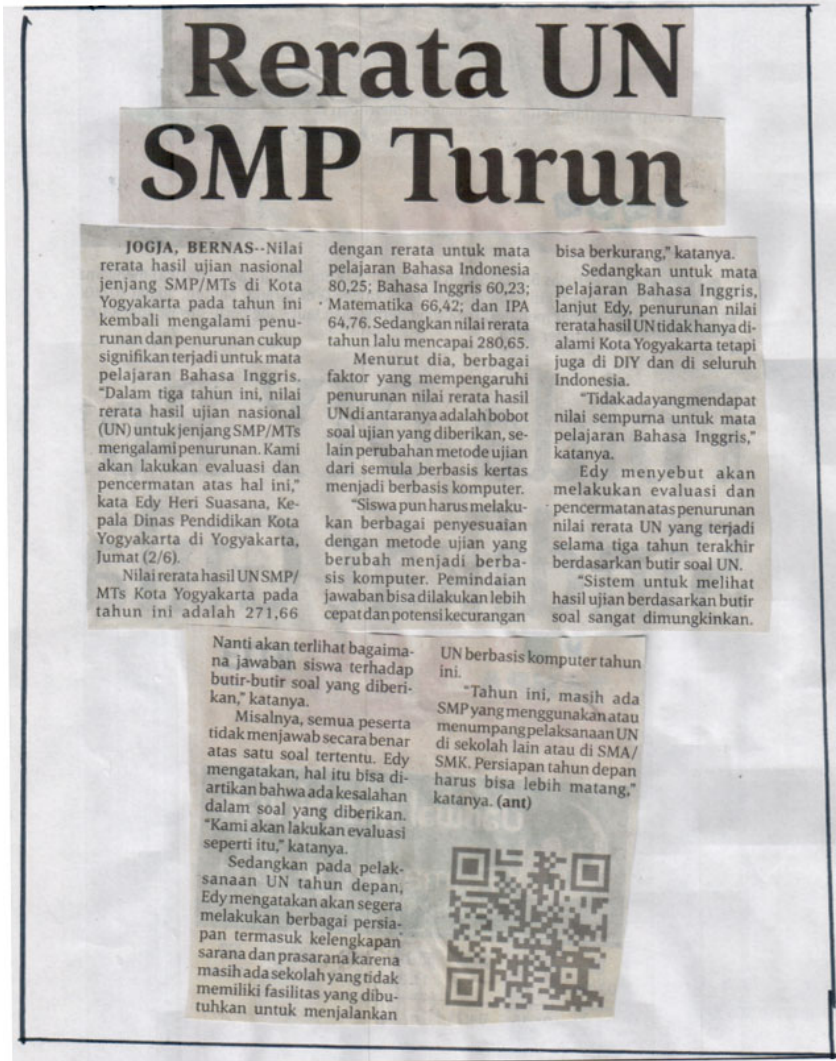 Rerata UN
SMP Turun
JOGJA, BERNAS--Nilai
rerata hasil ujian nasional
jenjang SMP/MTs di Kota
Yogyakarta pada tahun ini
kembali mengalami penu-
runan dan penurunan cukup
signifikan terjadi untuk mata
pelajaran Bahasa Inggris.
"Dalam tiga tahun ini, nilai
rerata hasil ujian nasional
(UN) untuk jenjang SMP/MTs
mengalami penurunan. Kami
akan lakukan evaluasi dan
pencermatan atas hal ini,"
kata Edy Heri Suasana, Ke-
pala Dinas Pendidikan Kota
Yogyakarta di Yogyakarta,
Jumat (2/6).
Nilai rerata hasil UN SMP/
MTs Kota Yogyakarta pada
tahun ini adalah 271,66
dengan rerata untuk mata
pelajaran Bahasa Indonesia
80,25; Bahasa Inggris 60,23;
Matematika 66,42; dan IPA
64,76. Sedangkan nilai rerata
tahun lalu mencapai 280,65.
Menurut dia, berbagai
faktor yang mempengaruhi
penurunan nilai rerata hasil
UN di antaranya adalah bobot
soal ujian yang diberikan, se-
lain perubahan metode ujian
dari semula berbasis kertas
menjadi berbasis komputer.
"Siswa pun harus melaku-
kan berbagai penyesuaian
dengan metode ujian yang
berubah menjadi berba-
sis komputer. Pemindaian
jawaban bisa dilakukan lebih
cepat dan potensi kecurangan
bisa berkurang," katanya.
Sedangkan untuk mata
pelajaran Bahasa Inggris,
lanjut Edy, penurunan nilai
rerata hasil UN tidak hanya di-
alami Kota Yogyakarta tetapi
juga di DIY dan di seluruh
Indonesia.
"Tidak ada yang mendapat
nilai sempurna untuk mata
pelajaran Bahasa Inggris,"
katanya.
Edy menyebut akan
melakukan evaluasi dan
pencermatan atas penurunan
nilai rerata UN yang terjadi
selama tiga tahun terakhir
berdasarkan butir soal UN.
"Sistem untuk melihat
hasil ujian berdasarkan butir
soal sangat dimungkinkan.
Nanti akan terlihat bagaima-
na jawaban siswa terhadap
butir-butir soal yang diberi-
kan," katanya.
Misalnya, semua peserta
tidak menjawab secara benar
atas satu soal tertentu. Edy
mengatakan, hal itu bisa di-
artikan bahwa ada kesalahan
dalam soal yang diberikan.
"Kami akan lakukan evaluasi
seperti itu," katanya.
Sedangkan pada pelak-
sanaan UN tahun depan,
Edy mengatakan akan segera
melakukan berbagai persia-
pan termasuk kelengkapan
sarana dan prasarana karena
masih ada sekolah yang tidak
memiliki fasilitas yang dibu-
tuhkan untuk menjalankan
UN berbasis komputer tahun
ini.
"Tahun ini, masih ada
SMP yang menggunakan atau
menumpang pelaksanaan UN
di sekolah lain atau di SMA/
SMK. Persiapan tahun depan
harus bisa lebih matang,"
katanya. (ant)